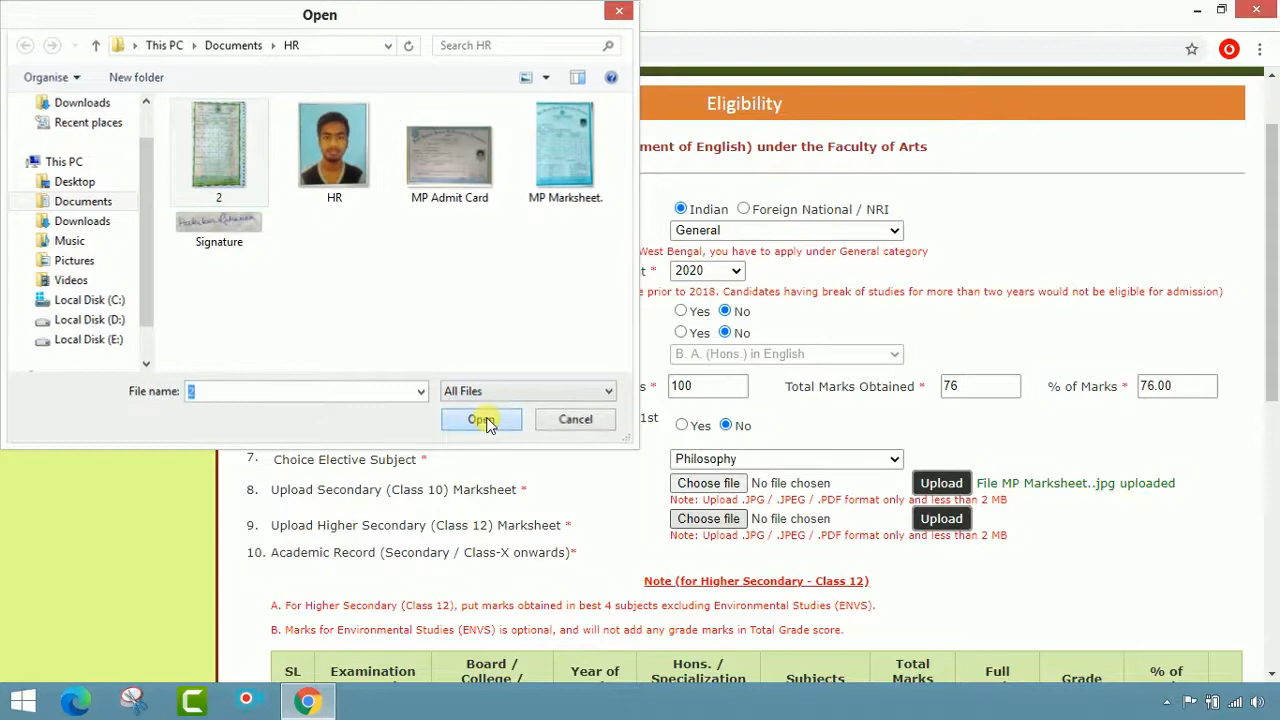 Open
This PC Documents HR
Search HR
Organise
New folder
Downloads
Recent places
This PC
Desktop
Documents
Downloads
Music
Pictures
Videos
Local Disk (C:)
Local Disk (D:)
Local Disk (E:)
2
HR
MP Admit Card
MP Marksheet.
Signature
File name: 2
All Files
Open
Cancel
Eligibility
ment of English) under the Faculty of Arts
Indian Foreign National / NRI
General
West Bengal, you have to apply under General category
t * 2020
e prior to 2018. Candidates having break of studies for more than two years would not be eligible for admission)
Yes No
Yes No
B. A. (Hons.) in English
s * 100 Total Marks Obtained * 76 % of Marks * 76.00
1st Yes No
7. Choice Elective Subject * Philosophy
8. Upload Secondary (Class 10) Marksheet * Choose file No file chosen Upload File MP Marksheet..jpg uploaded
Note: Upload .JPG / .JPEG / .PDF format only and less than 2 MB
9. Upload Higher Secondary (Class 12) Marksheet * Choose file No file chosen Upload
Note: Upload .JPG / .JPEG / .PDF format only and less than 2 MB
10. Academic Record (Secondary / Class-X onwards)*
Note (for Higher Secondary - Class 12)
A. For Higher Secondary (Class 12), put marks obtained in best 4 subjects excluding Environmental Studies (ENVS).
B. Marks for Environmental Studies (ENVS) is optional, and will not add any grade marks in Total Grade score.
SL Examination Board / College / Year of Hons. / Specialization Subjects Total Marks Full Grade % of